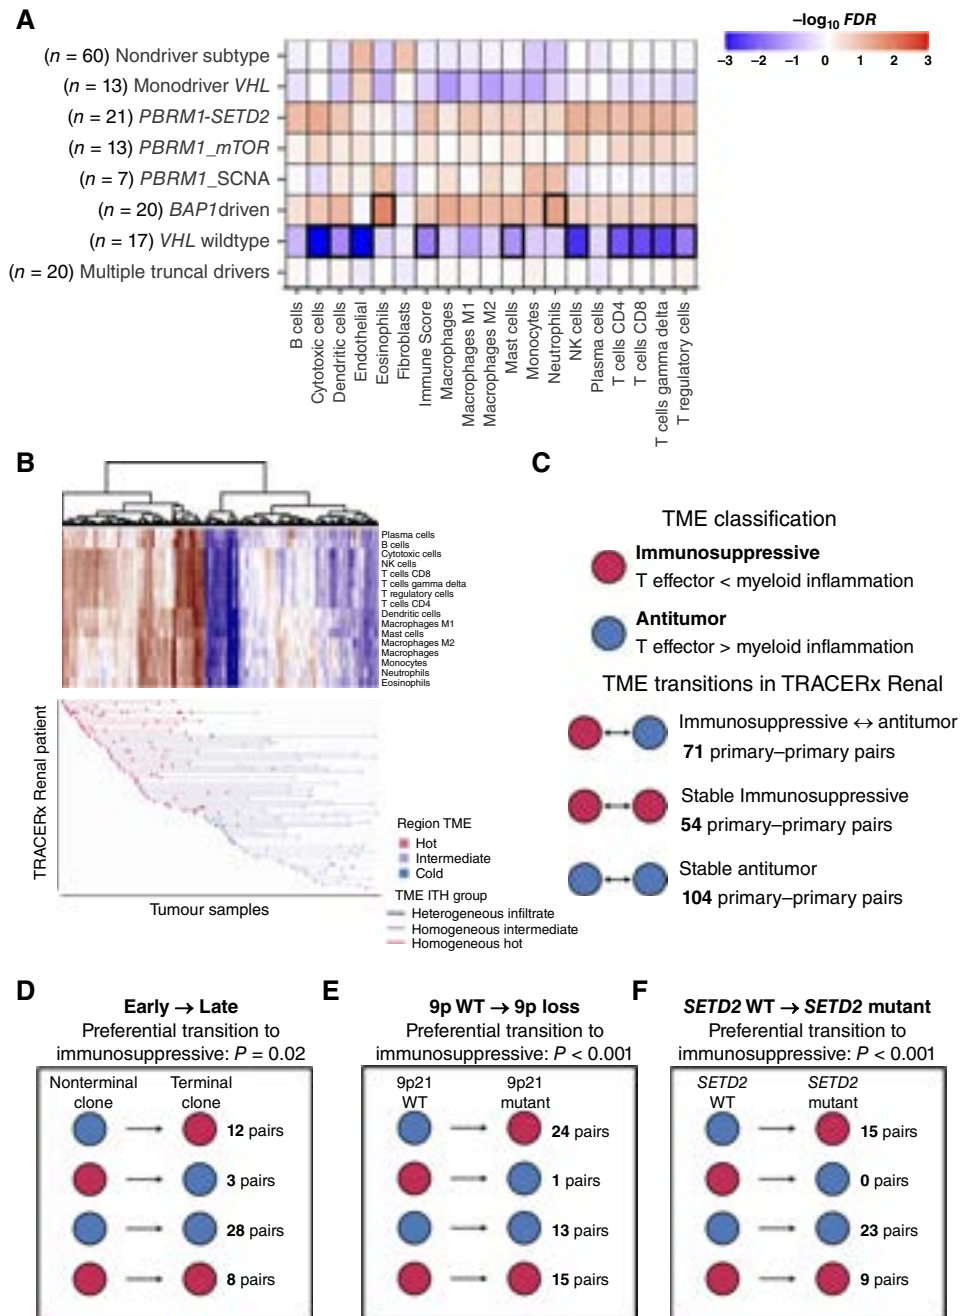 A
–log10 FDR
–3 –2 –1 0 1 2 3
(n = 60) Nondriver subtype
(n = 13) Monodriver VHL
(n = 21) PBRM1-SETD2
(n = 13) PBRM1_mTOR
(n = 7) PBRM1_SCNA
(n = 20) BAP1driven
(n = 17) VHL wildtype
(n = 20) Multiple truncal drivers
B cells
Cytotoxic cells
Dendritic cells
Endothelial
Eosinophils
Fibroblasts
Immune Score
Macrophages
Macrophages M1
Macrophages M2
Mast cells
Monocytes
Neutrophils
NK cells
Plasma cells
T cells CD4
T cells CD8
T cells gamma delta
T regulatory cells
B
Plasma cells
B cells
Cytotoxic cells
NK cells
T cells CD8
T cells gamma delta
T regulatory cells
T cells CD4
Dendritic cells
Macrophages M1
Mast cells
Macrophages M2
Macrophages
Monocytes
Neutrophils
Eosinophils
TRACERx Renal patient
Tumour samples
Region TME
Hot
Intermediate
Cold
TME ITH group
Heterogeneous infiltrate
Homogeneous intermediate
Homogeneous hot
C
TME classification
Immunosuppressive
T effector < myeloid inflammation
Antitumor
T effector > myeloid inflammation
TME transitions in TRACERx Renal
Immunosuppressive ↔ antitumor
71 primary–primary pairs
Stable Immunosuppressive
54 primary–primary pairs
Stable antitumor
104 primary–primary pairs
D
Early → Late
Preferential transition to
immunosuppressive: P = 0.02
Nonterminal clone
Terminal clone
12 pairs
3 pairs
28 pairs
8 pairs
E
9p WT → 9p loss
Preferential transition to
immunosuppressive: P < 0.001
9p21 WT
9p21 mutant
24 pairs
1 pairs
13 pairs
15 pairs
F
SETD2 WT → SETD2 mutant
Preferential transition to
immunosuppressive: P < 0.001
SETD2 WT
SETD2 mutant
15 pairs
0 pairs
23 pairs
9 pairs